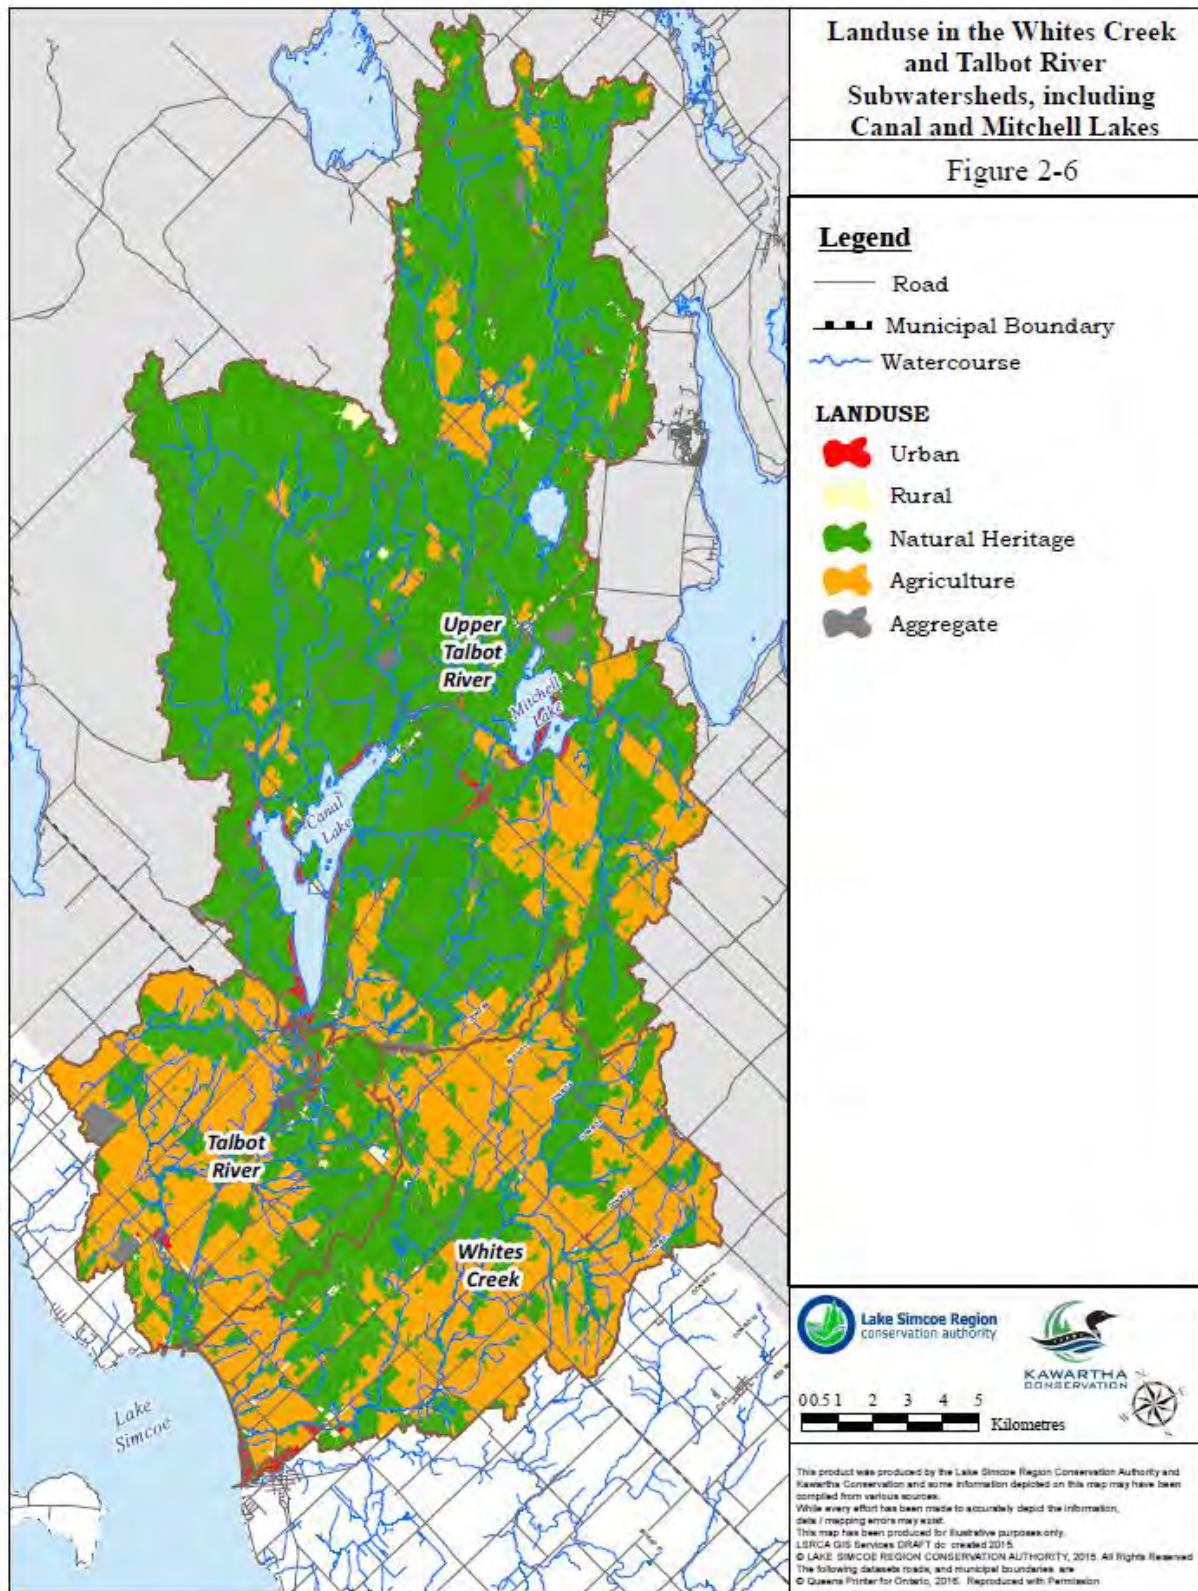 Landuse in the Whites Creek
and Talbot River
Subwatersheds, including
Canal and Mitchell Lakes
Figure 2-6
Legend
Road
Municipal Boundary
Watercourse
LANDUSE
Urban
Rural
Natural Heritage
Agriculture
Aggregate
Upper
Talbot
River
Mitchell
Lake
Canal
Lake
Talbot
River
Whites
Creek
Lake
Simcoe
Lake Simcoe Region
conservation authority
KAWARTHA
CONSERVATION
N
E
W
S
0 0.5 1 2 3 4 5
Kilometres
This product was produced by the Lake Simcoe Region Conservation Authority and
Kawartha Conservation and some information depicted on this map may have been
compiled from various sources.
While every effort has been made to accurately depict the information,
data / mapping errors may exist.
This map has been produced for illustrative purposes only.
LSRCA GIS Services DRAFT dc created 2015.
© LAKE SIMCOE REGION CONSERVATION AUTHORITY, 2015. All Rights Reserved
The following datasets roads, and municipal boundaries are
© Queens Printer for Ontario, 2016. Reproduced with Permission